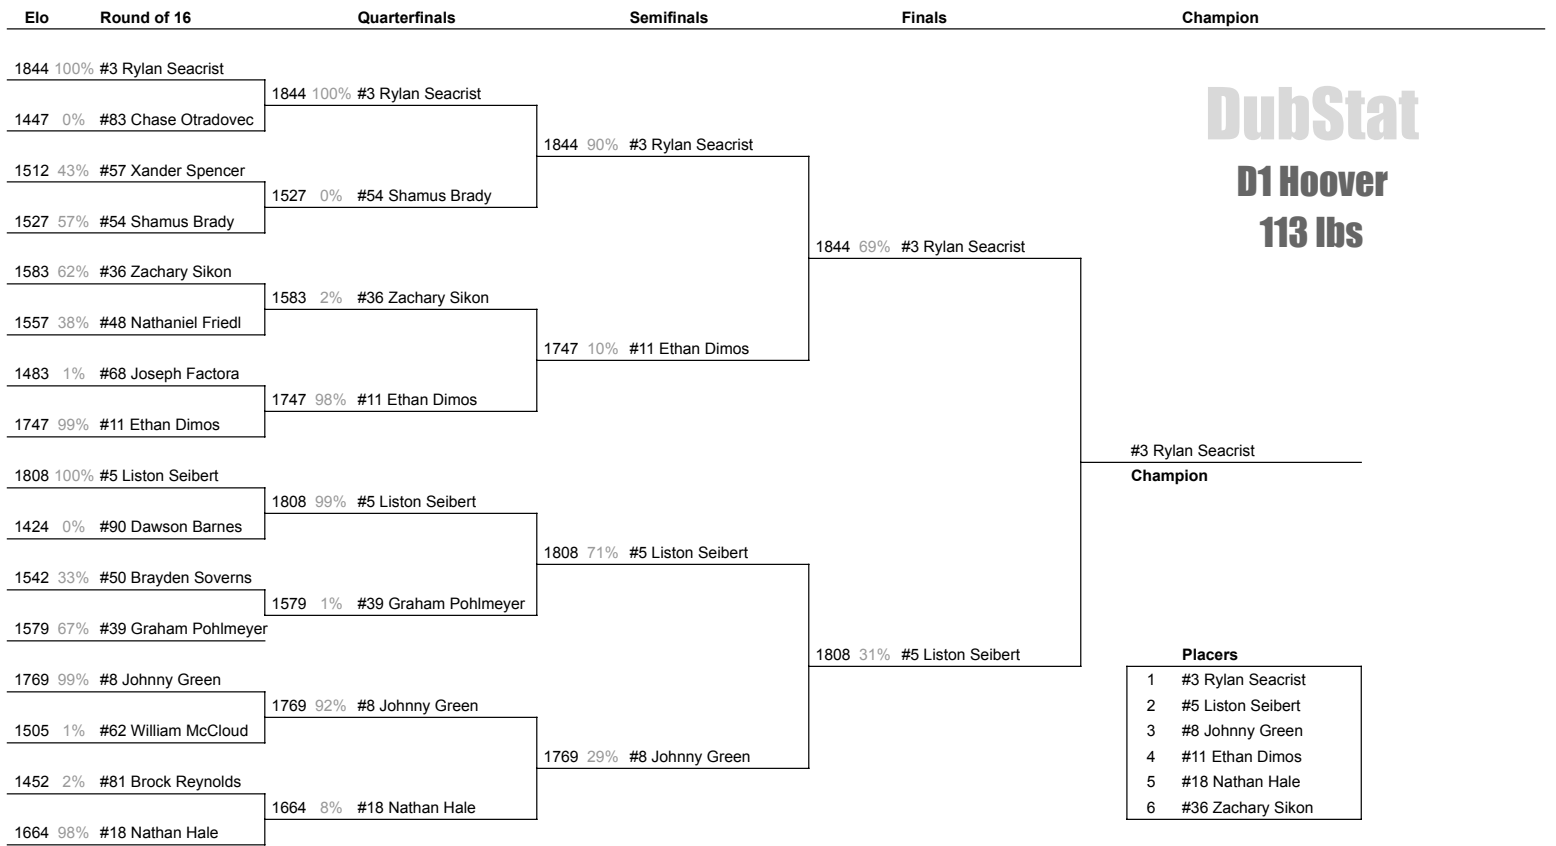 Elo Round of 16 Quarterfinals Semifinals Finals Champion
1844 100% #3 Rylan Seacrist
1844 100% #3 Rylan Seacrist
1447 0% #83 Chase Otradovec
1844 90% #3 Rylan Seacrist
1512 43% #57 Xander Spencer
1527 0% #54 Shamus Brady
1527 57% #54 Shamus Brady
DubStat
D1 Hoover
113 lbs
1844 69% #3 Rylan Seacrist
1583 62% #36 Zachary Sikon
1583 2% #36 Zachary Sikon
1557 38% #48 Nathaniel Friedl
1747 10% #11 Ethan Dimos
1483 1% #68 Joseph Factora
1747 98% #11 Ethan Dimos
1747 99% #11 Ethan Dimos
#3 Rylan Seacrist
Champion
1808 100% #5 Liston Seibert
1808 99% #5 Liston Seibert
1424 0% #90 Dawson Barnes
1808 71% #5 Liston Seibert
1542 33% #50 Brayden Soverns
1579 1% #39 Graham Pohlmeyer
1579 67% #39 Graham Pohlmeyer
1808 31% #5 Liston Seibert
1769 99% #8 Johnny Green
1769 92% #8 Johnny Green
1505 1% #62 William McCloud
1769 29% #8 Johnny Green
1452 2% #81 Brock Reynolds
1664 8% #18 Nathan Hale
1664 98% #18 Nathan Hale
Placers
1 #3 Rylan Seacrist
2 #5 Liston Seibert
3 #8 Johnny Green
4 #11 Ethan Dimos
5 #18 Nathan Hale
6 #36 Zachary Sikon